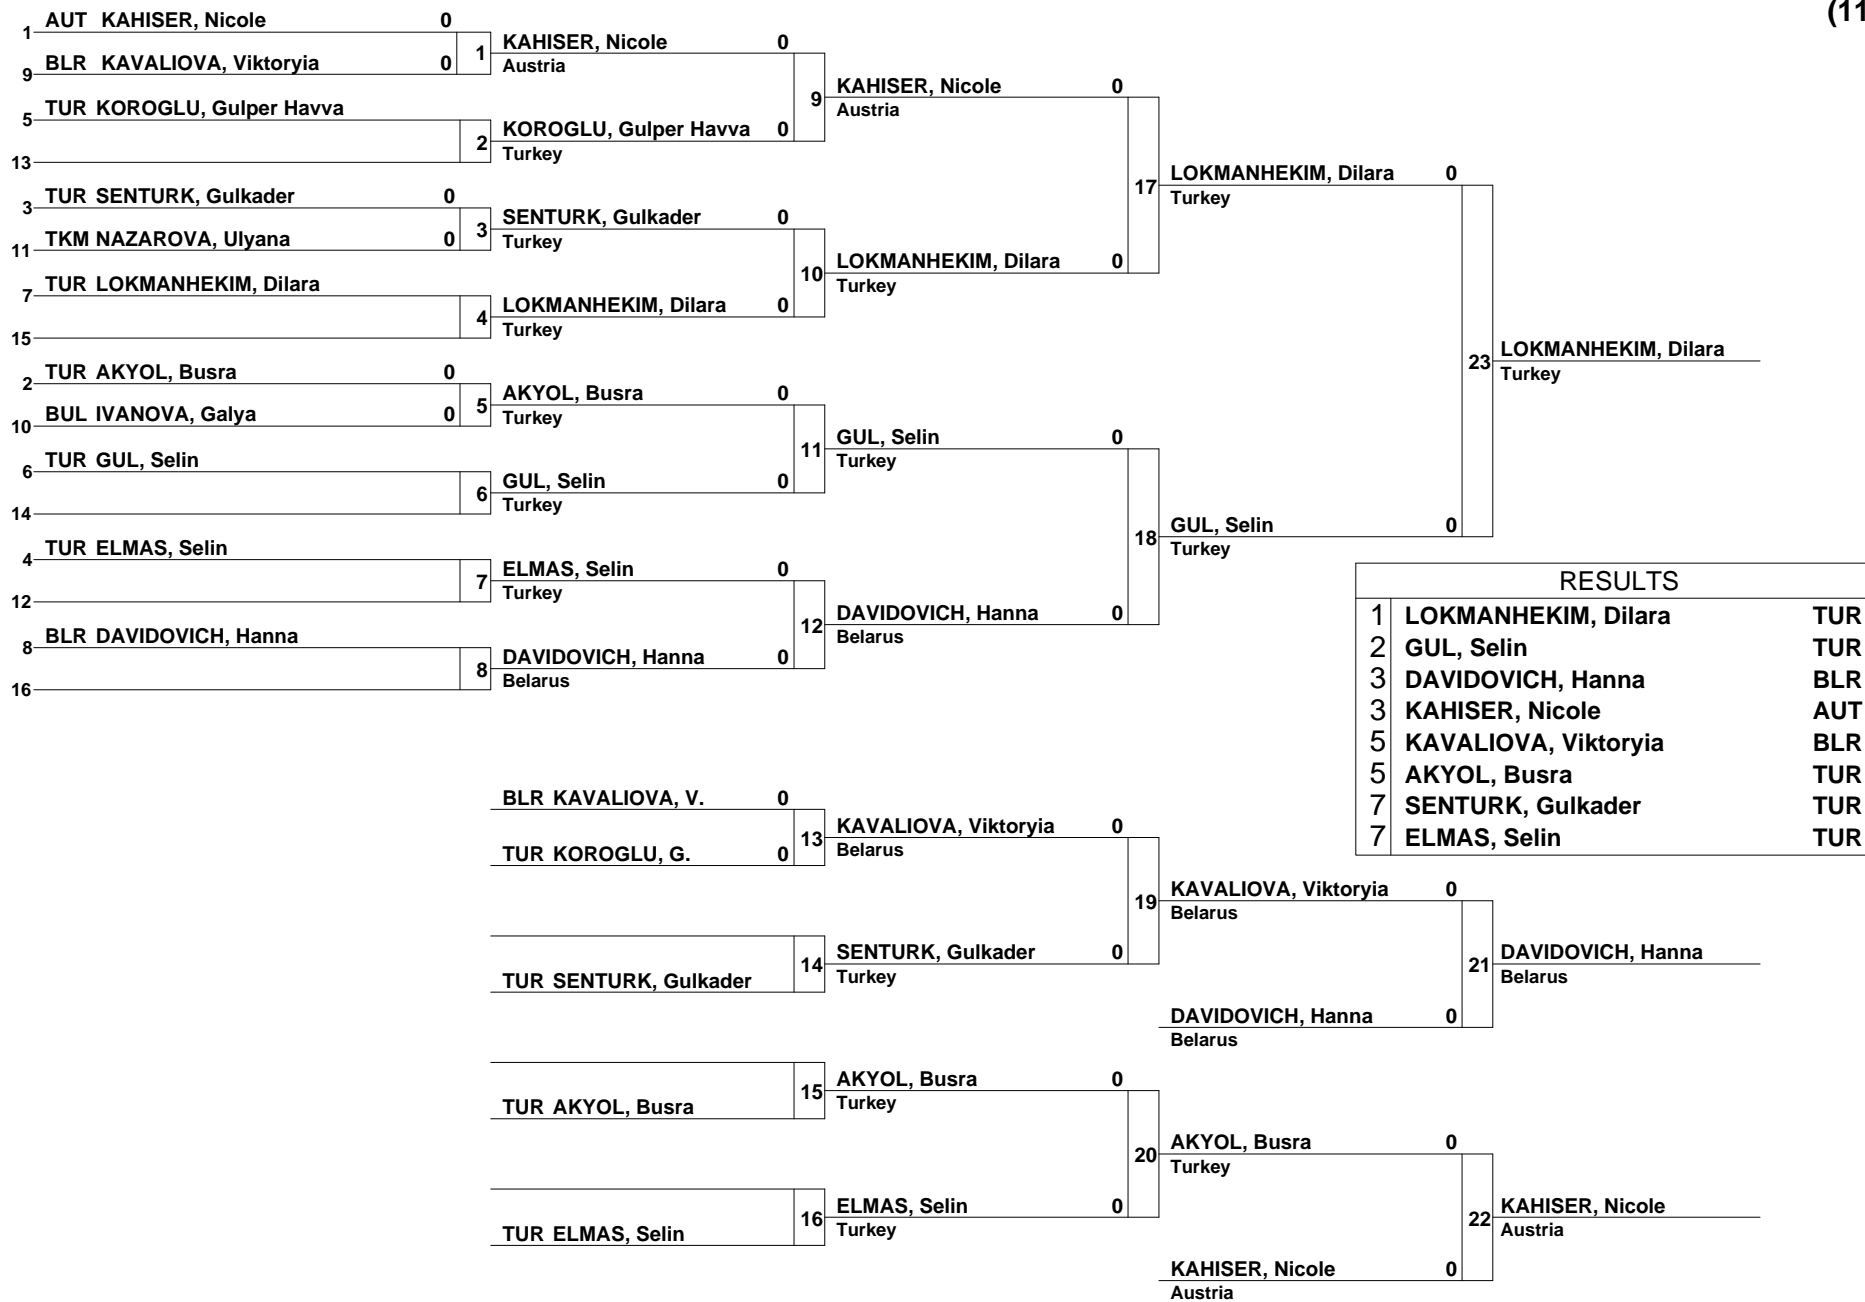 (11
1 AUT KAHISER, Nicole 0
9 BLR KAVALIOVA, Viktoryia 0
1
5 TUR KOROGLU, Gulper Havva
13
2
3 TUR SENTURK, Gulkader 0
11 TKM NAZAROVA, Ulyana 0
3
7 TUR LOKMANHEKIM, Dilara
15
4
2 TUR AKYOL, Busra 0
10 BUL IVANOVA, Galya 0
5
6 TUR GUL, Selin
14
6
4 TUR ELMAS, Selin
12
7
8 BLR DAVIDOVICH, Hanna
16
8
KAHISER, Nicole 0
Austria
9
KOROGLU, Gulper Havva 0
Turkey
SENTURK, Gulkader 0
Turkey
10
LOKMANHEKIM, Dilara 0
Turkey
AKYOL, Busra 0
Turkey
11
GUL, Selin 0
Turkey
ELMAS, Selin 0
Turkey
12
DAVIDOVICH, Hanna 0
Belarus
KAHISER, Nicole 0
Austria
17
LOKMANHEKIM, Dilara 0
Turkey
GUL, Selin 0
Turkey
18
DAVIDOVICH, Hanna 0
Belarus
LOKMANHEKIM, Dilara 0
Turkey
23
GUL, Selin 0
Turkey
LOKMANHEKIM, Dilara
Turkey
RESULTS
1 LOKMANHEKIM, Dilara TUR
2 GUL, Selin TUR
3 DAVIDOVICH, Hanna BLR
3 KAHISER, Nicole AUT
5 KAVALIOVA, Viktoryia BLR
5 AKYOL, Busra TUR
7 SENTURK, Gulkader TUR
7 ELMAS, Selin TUR
BLR KAVALIOVA, V. 0
13
TUR KOROGLU, G. 0
14
TUR SENTURK, Gulkader
15
TUR AKYOL, Busra
16
TUR ELMAS, Selin
KAVALIOVA, Viktoryia 0
Belarus
19
SENTURK, Gulkader 0
Turkey
AKYOL, Busra 0
Turkey
20
ELMAS, Selin 0
Turkey
KAVALIOVA, Viktoryia 0
Belarus
21
DAVIDOVICH, Hanna 0
Belarus
AKYOL, Busra 0
Turkey
22
KAHISER, Nicole 0
Austria
DAVIDOVICH, Hanna
Belarus
KAHISER, Nicole
Austria